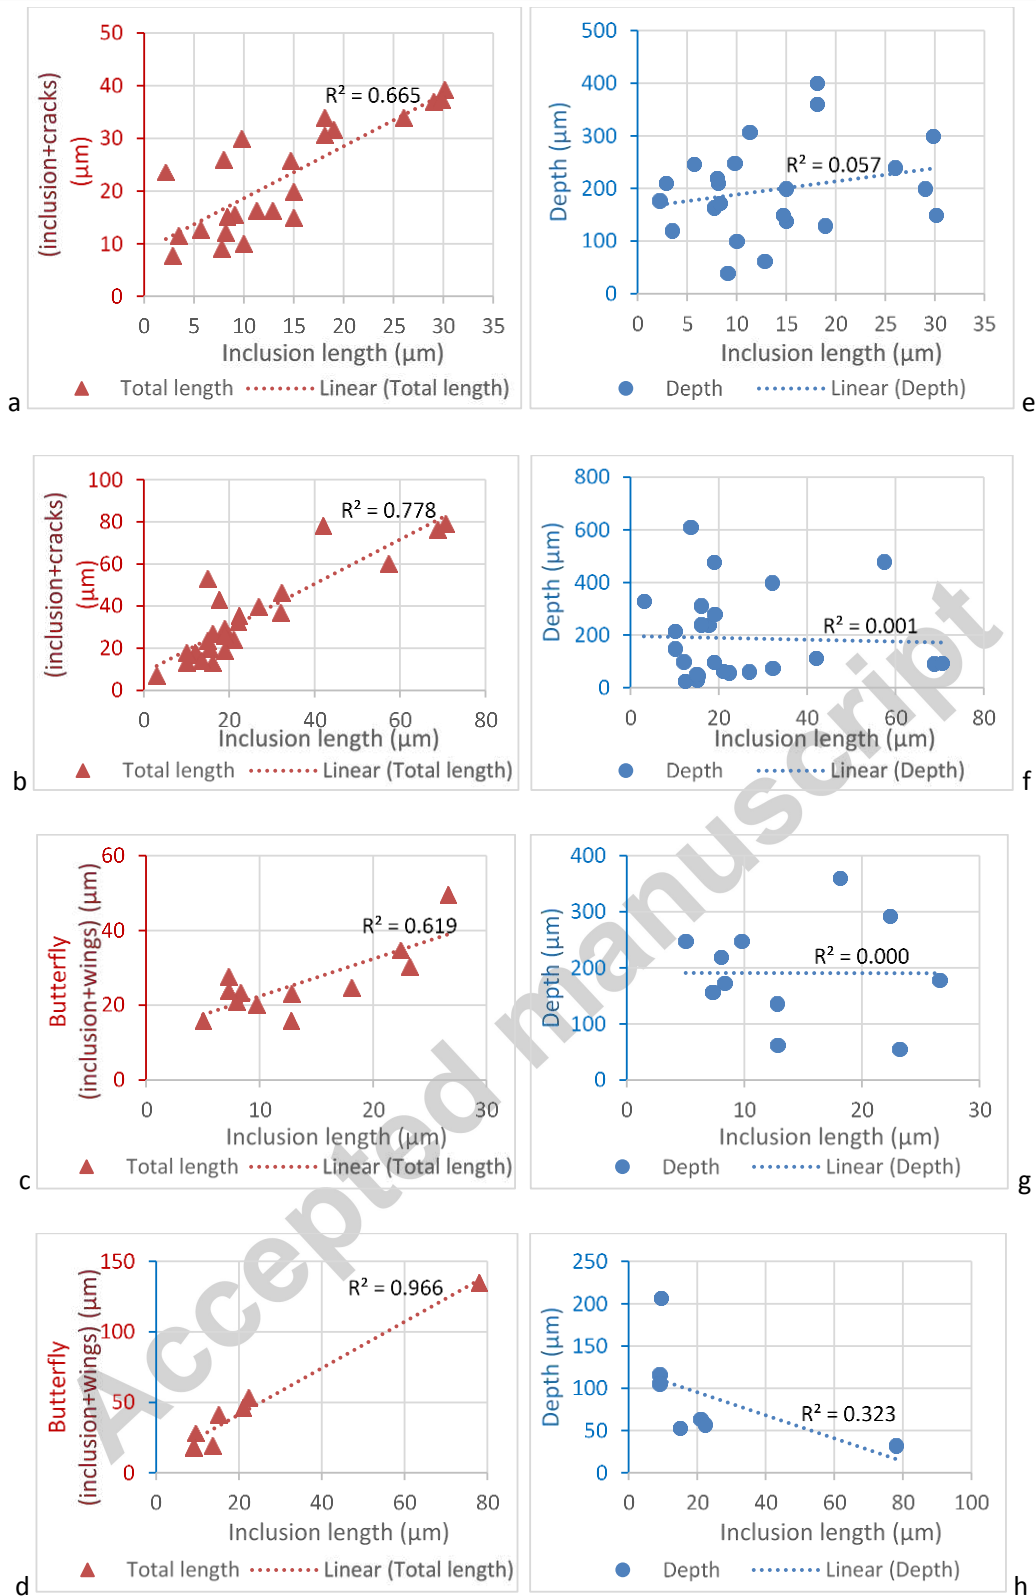 50
40
30
20
10
0
(inclusion+cracks)
(µm)
R² = 0.665
0 5 10 15 20 25 30 35
Inclusion length (µm)
Total length Linear (Total length)
a
500
400
300
200
100
0
Depth (µm)
R² = 0.057
0 5 10 15 20 25 30 35
Inclusion length (µm)
Depth Linear (Depth)
e
100
80
60
40
20
0
(inclusion+cracks)
(µm)
R² = 0.778
0 20 40 60 80
Inclusion length (µm)
Total length Linear (Total length)
b
800
600
400
200
0
Depth (µm)
R² = 0.001
0 20 40 60 80
Inclusion length (µm)
Depth Linear (Depth)
f
60
40
20
0
Butterfly
(inclusion+wings) (µm)
R² = 0.619
0 10 20 30
Inclusion length (µm)
Total length Linear (Total length)
c
400
300
200
100
0
Depth (µm)
R² = 0.000
0 10 20 30
Inclusion length (µm)
Depth Linear (Depth)
g
150
100
50
0
Butterfly
(inclusion+wings) (µm)
R² = 0.966
0 20 40 60 80
Inclusion length (µm)
Total length Linear (Total length)
d
250
200
150
100
50
0
Depth (µm)
R² = 0.323
0 20 40 60 80 100
Inclusion length (µm)
Depth Linear (Depth)
h
Accepted manuscript